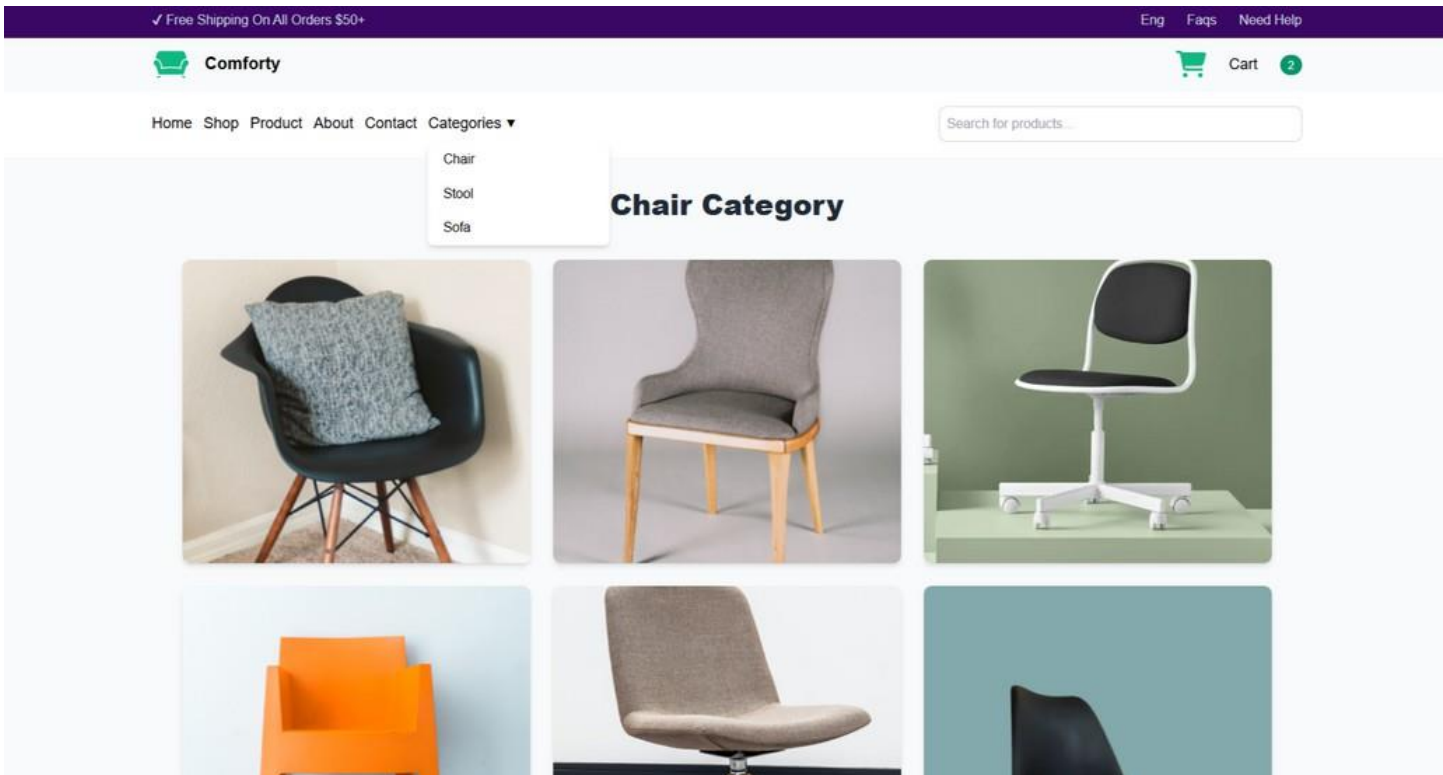 ✓ Free Shipping On All Orders $50+ Eng Faqs Need Help
Comforty Cart 2
Home Shop Product About Contact Categories ▼ Search for products...
Chair
Stool
Sofa
Chair Category